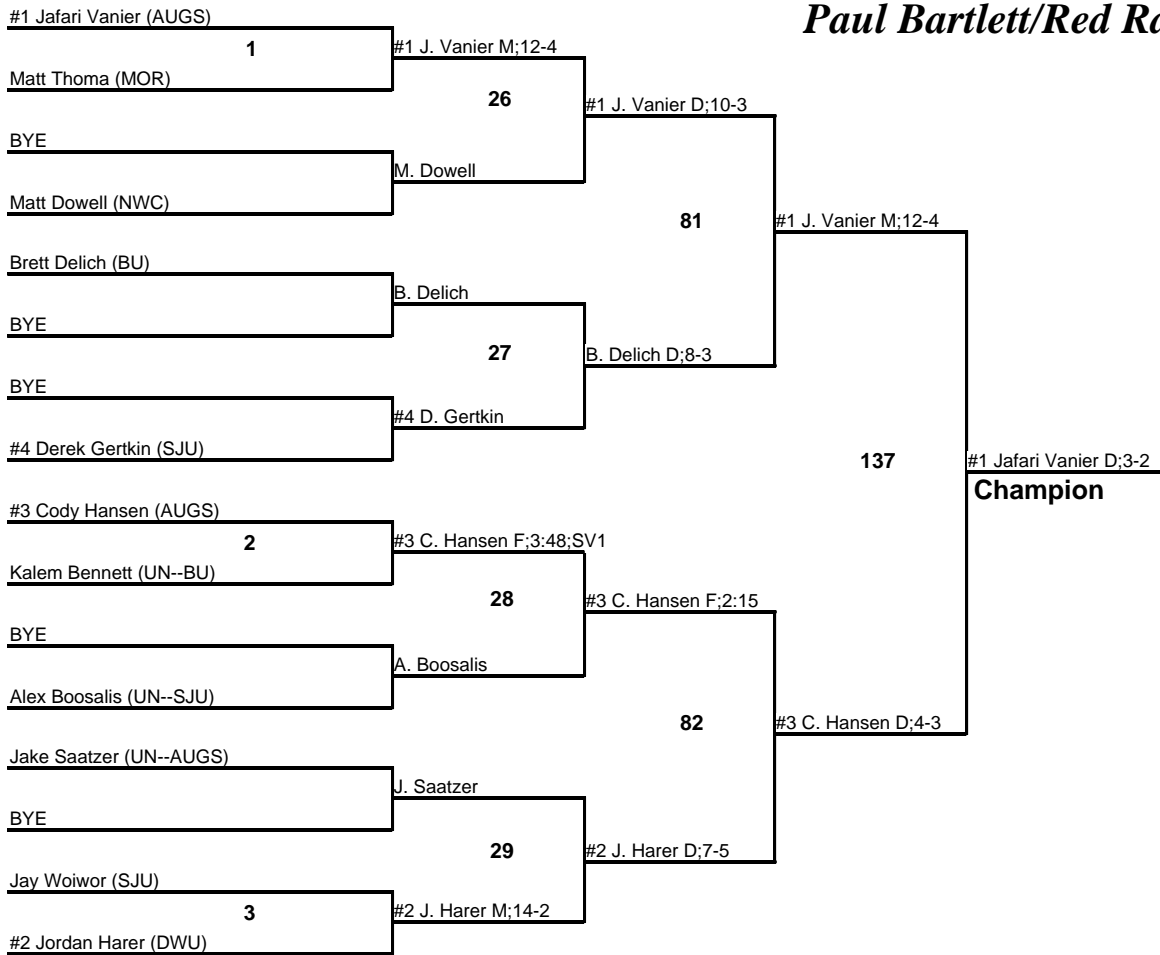 Paul Bartlett/Red
#1 Jafari Vanier (AUGS)
1
Matt Thoma (MOR)
BYE
Matt Dowell (NWC)
Brett Delich (BU)
BYE
BYE
#4 Derek Gertkin (SJU)
#3 Cody Hansen (AUGS)
2
Kalem Bennett (UN--BU)
BYE
Alex Boosalis (UN--SJU)
Jake Saatzer (UN--AUGS)
BYE
Jay Woiwor (SJU)
3
#2 Jordan Harer (DWU)
#1 J. Vanier M;12-4
26
M. Dowell
B. Delich
27
#4 D. Gertkin
#3 C. Hansen F;3:48;SV1
28
A. Boosalis
J. Saatzer
29
#2 J. Harer M;14-2
#1 J. Vanier D;10-3
81
B. Delich D;8-3
#3 C. Hansen F;2:15
82
#2 J. Harer D;7-5
#1 J. Vanier M;12-4
137
#3 C. Hansen D;4-3
#1 Jafari Vanier D;3-2
Champion